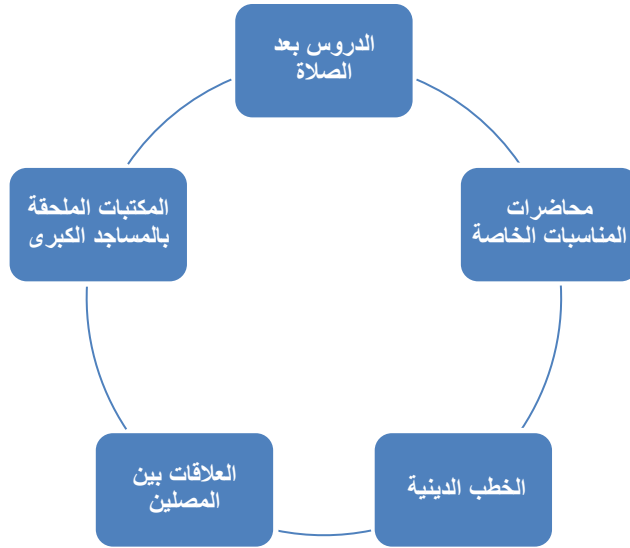 الدروس بعد
الصلاة
محاضرات
المناسبات الخاصة
الخطب الدينية
العلاقات بين
المصلين
المكتبات الملحقة
بالمساجد الكبرى